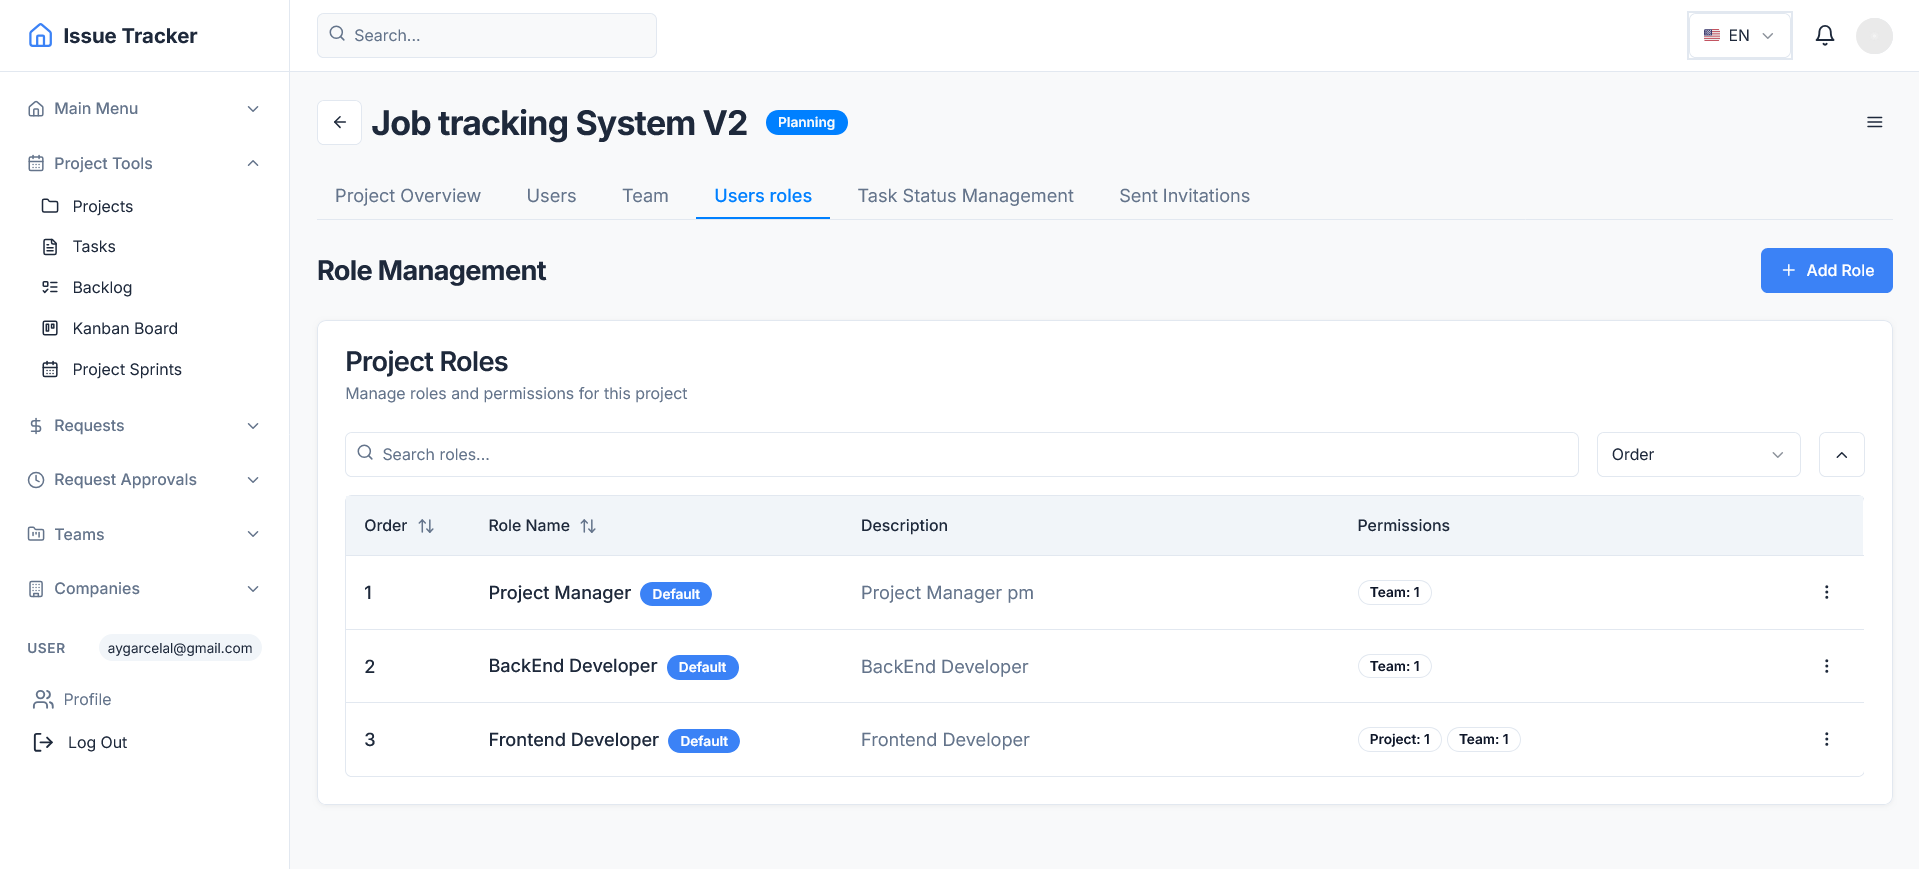 Issue Tracker
Search...
EN
Main Menu
Project Tools
Projects
Tasks
Backlog
Kanban Board
Project Sprints
Requests
Request Approvals
Teams
Companies
USER aygarcelal@gmail.com
Profile
Log Out
Job tracking System V2 Planning
Project Overview Users Team Users roles Task Status Management Sent Invitations
Role Management
+ Add Role
Project Roles
Manage roles and permissions for this project
Search roles...
Order
Order Role Name Description Permissions
1 Project Manager Default Project Manager pm Team: 1
2 BackEnd Developer Default BackEnd Developer Team: 1
3 Frontend Developer Default Frontend Developer Project: 1 Team: 1